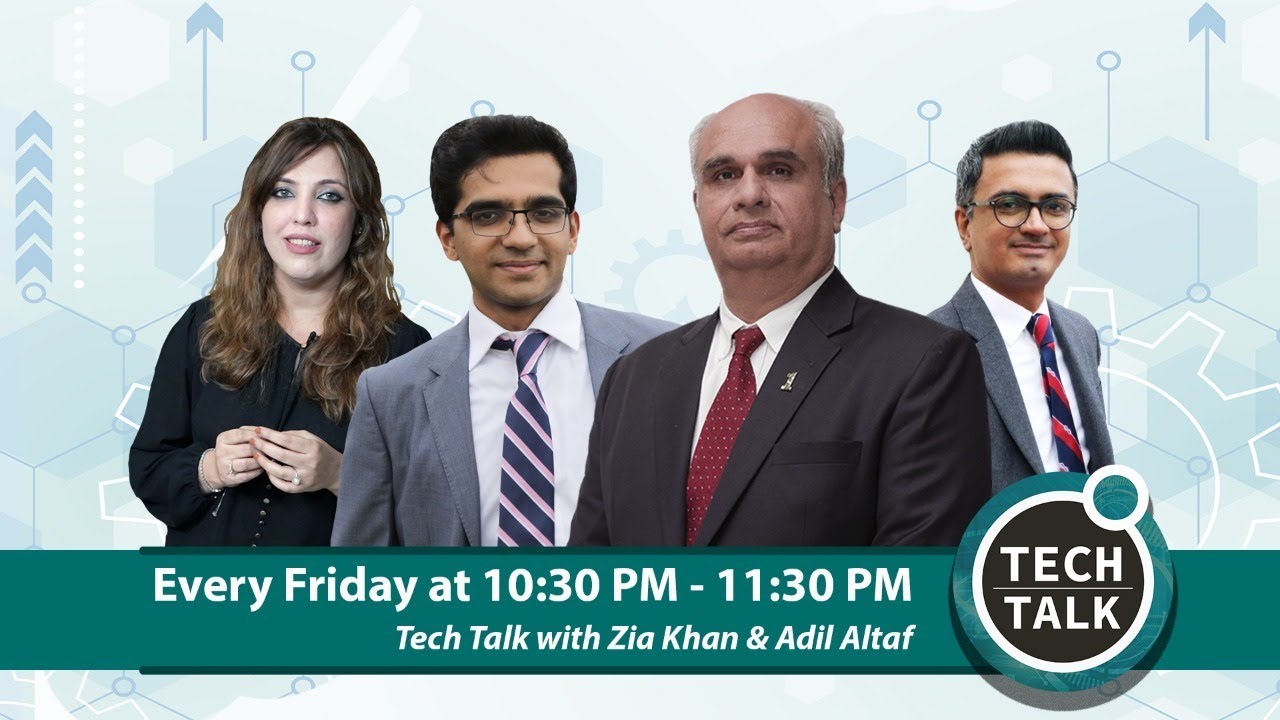 Every Friday at 10:30 PM - 11:30 PM
Tech Talk with Zia Khan & Adil Altaf
TECH
TALK